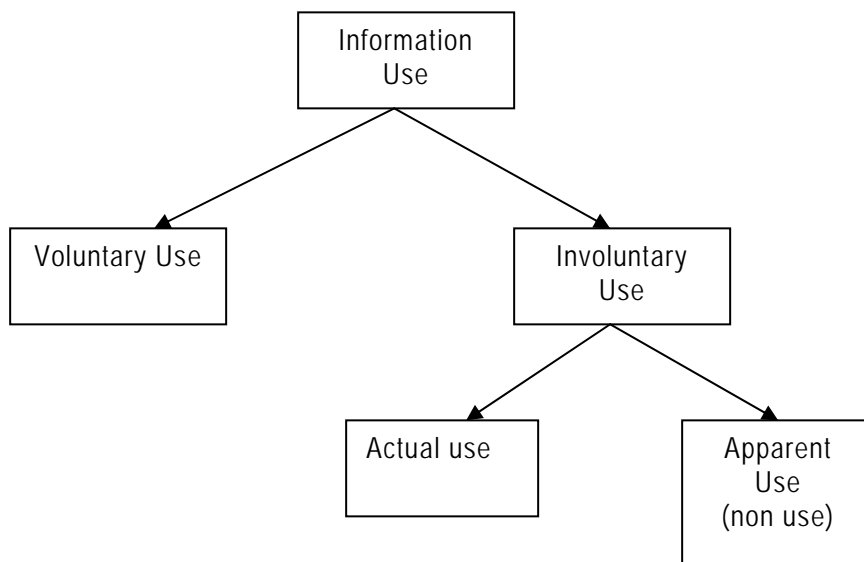 Information
Use
Voluntary Use
Involuntary
Use
Actual use
Apparent
Use
(non use)